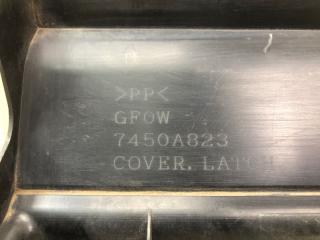 >PP<
GFOW
7450A823
COVER, LATCH